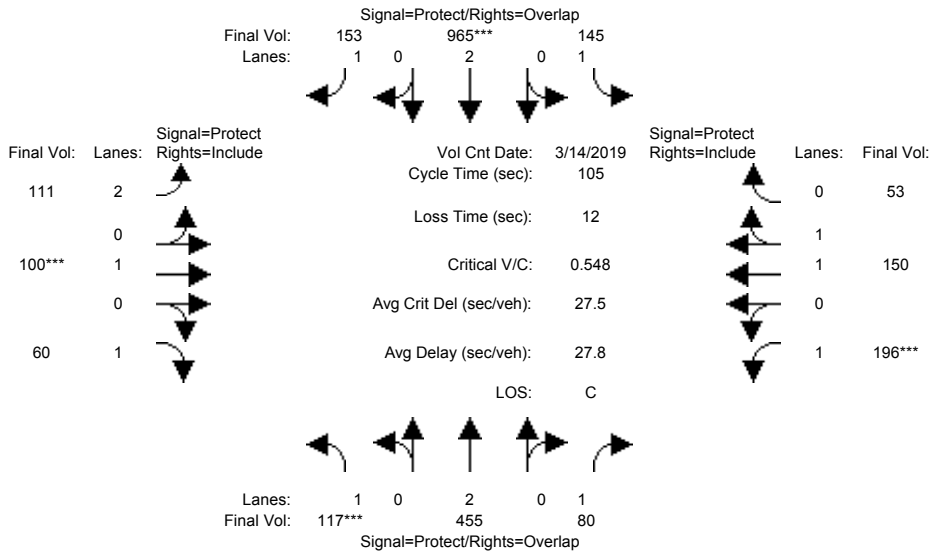 Signal=Protect/Rights=Overlap
Final Vol: 153 965*** 145
Lanes: 1 0 2 0 1
Signal=Protect
Final Vol: Lanes: Rights=Include
Vol Cnt Date: 3/14/2019
Signal=Protect
Rights=Include Lanes: Final Vol:
Cycle Time (sec): 105
111 2
0 53
Loss Time (sec): 12
0
1
100*** 1
Critical V/C: 0.548
1 150
0
Avg Crit Del (sec/veh): 27.5
0
60 1
Avg Delay (sec/veh): 27.8
1 196***
LOS: C
Lanes: 1 0 2 0 1
Final Vol: 117*** 455 80
Signal=Protect/Rights=Overlap